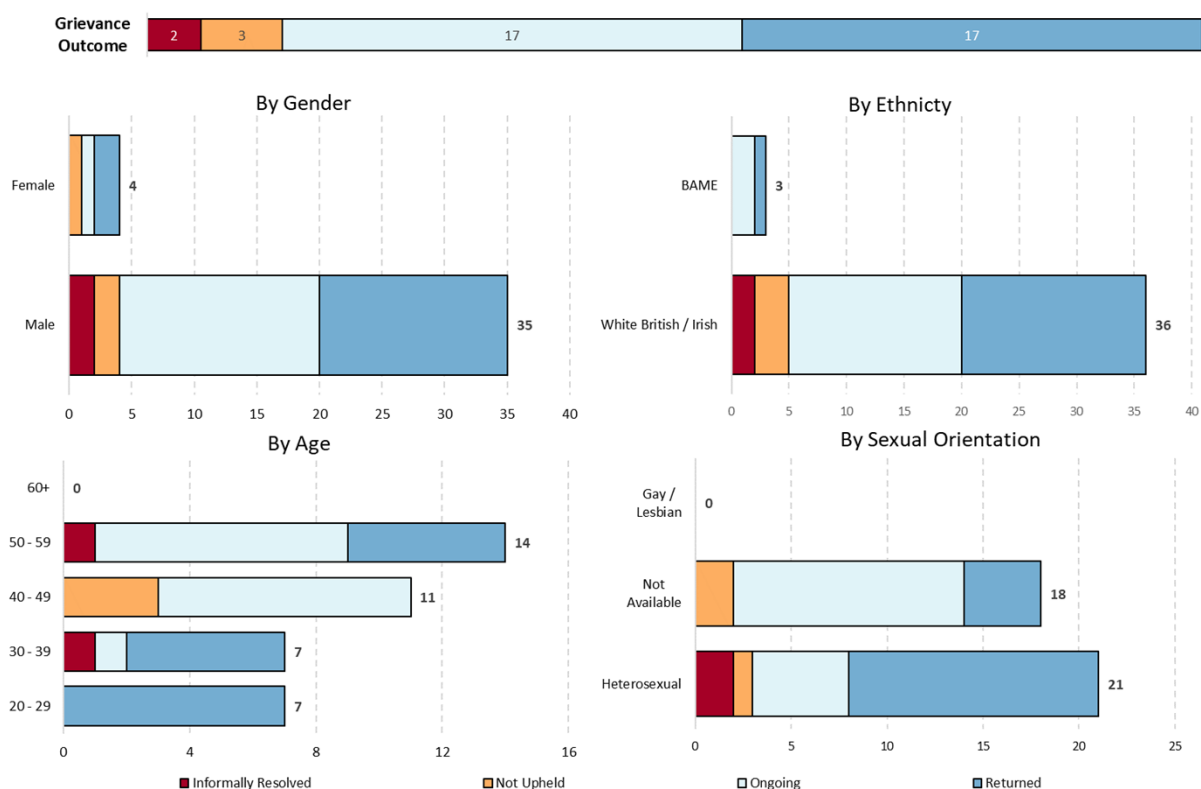 Grievance
Outcome
2 3 17 17
By Gender
Female 4
Male 35
0 5 10 15 20 25 30 35 40
By Ethnicty
BAME 3
White British / Irish 36
0 5 10 15 20 25 30 35 40
By Age
60+ 0
50 - 59 14
40 - 49 11
30 - 39 7
20 - 29 7
0 4 8 12 16
By Sexual Orientation
Gay /
Lesbian
0
Not
Available
18
Heterosexual 21
0 5 10 15 20 25
Informally Resolved Not Upheld Ongoing Returned